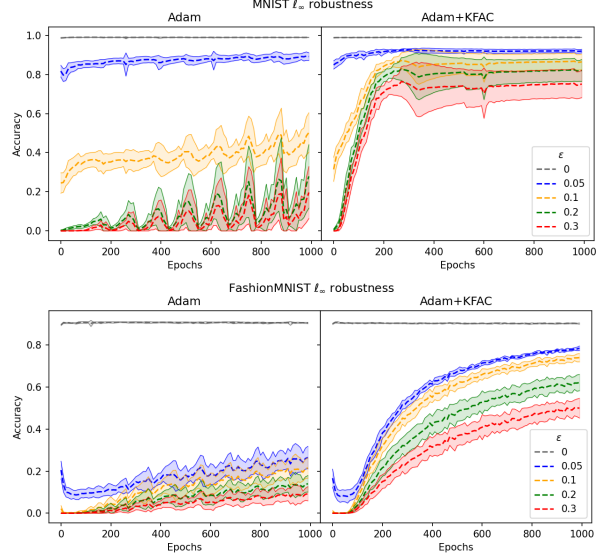 MNIST ℓ∞ robustness
Adam
Adam+KFAC
1.0
0.8
0.6
0.4
0.2
0.0
Accuracy
ε
0
0.05
0.1
0.2
0.3
0 200 400 600 800 1000
0 200 400 600 800 1000
Epochs
Epochs
FashionMNIST ℓ∞ robustness
Adam
Adam+KFAC
0.8
0.6
0.4
0.2
0.0
Accuracy
ε
0
0.05
0.1
0.2
0.3
0 200 400 600 800 1000
0 200 400 600 800 1000
Epochs
Epochs